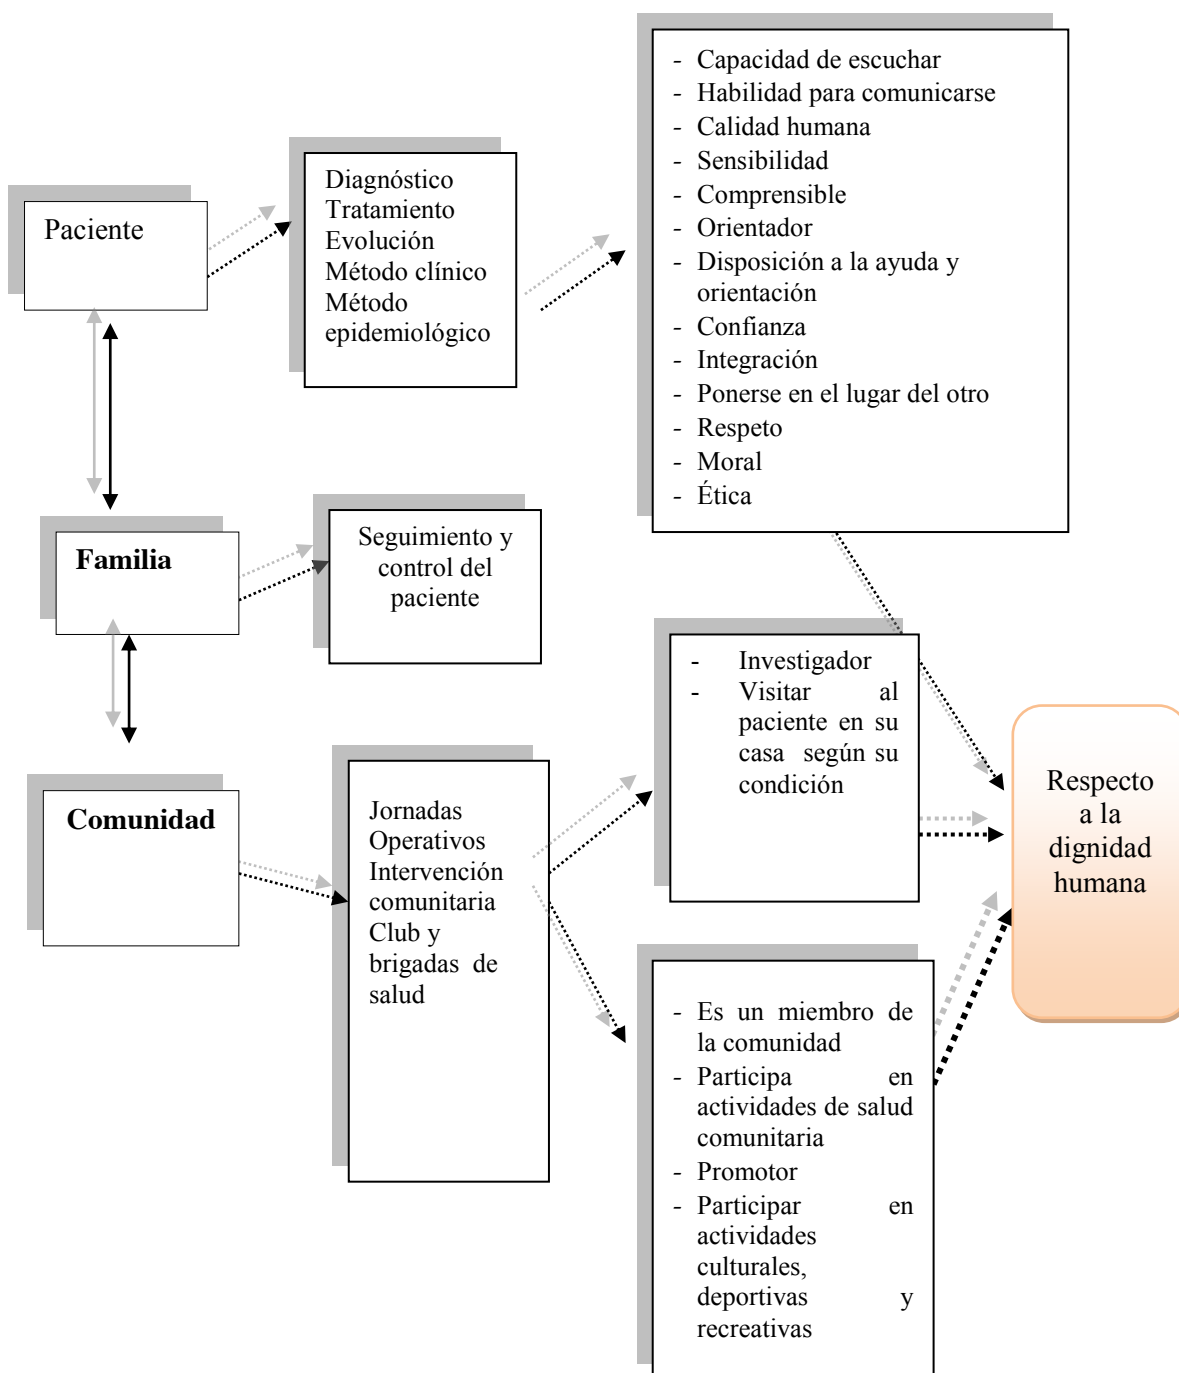 Paciente
Diagnóstico
Tratamiento
Evolución
Método clínico
Método
epidemiológico
- Capacidad de escuchar
- Habilidad para comunicarse
- Calidad humana
- Sensibilidad
- Comprensible
- Orientador
- Disposición a la ayuda y
orientación
- Confianza
- Integración
- Ponerse en el lugar del otro
- Respeto
- Moral
- Ética
Familia
Seguimiento y
control del
paciente
Comunidad
Jornadas
Operativos
Intervención
comunitaria
Club y
brigadas de
salud
- Investigador
- Visitar al
paciente en su
casa según su
condición
- Es un miembro de
la comunidad
- Participa en
actividades de salud
comunitaria
- Promotor
- Participar en
actividades
culturales,
deportivas y
recreativas
Respecto
a la
dignidad
humana